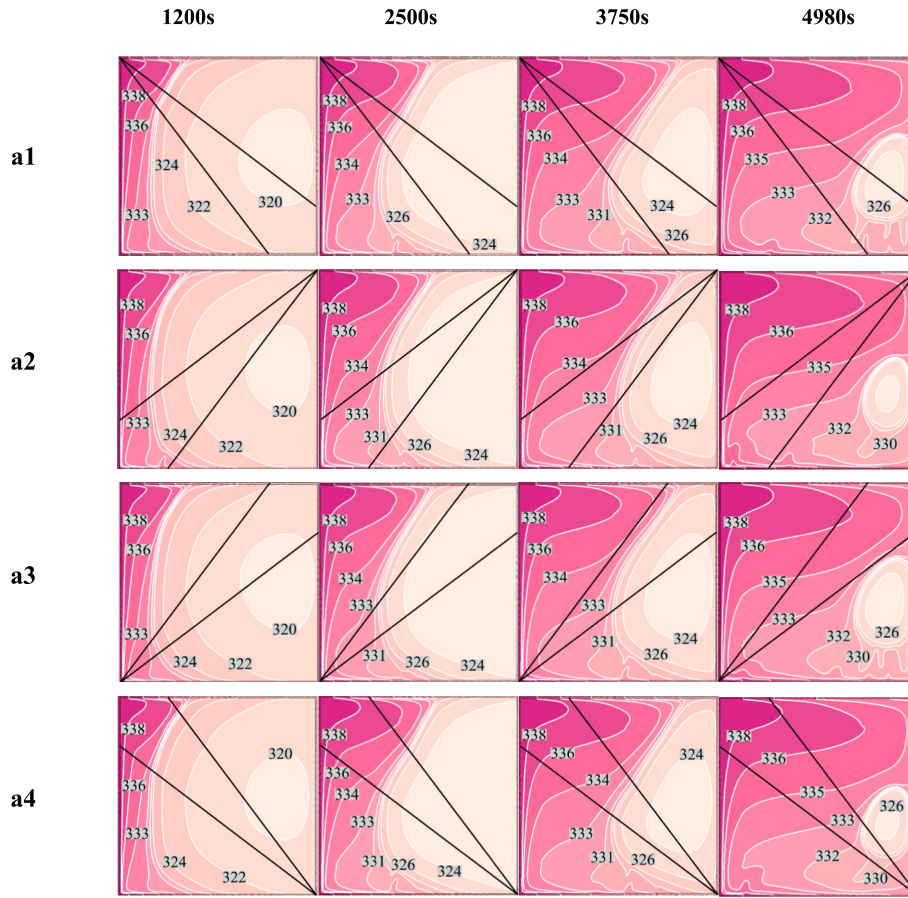 1200s 2500s 3750s 4980s
a1
338 336 324 322 320 333
338 336 334 333 326 324
338 336 334 333 331 324 326
338 336 335 333 332 326
a2
338 336 333 324 322 320
338 336 334 333 331 326 324
338 336 334 333 331 326 324
338 336 335 333 332 330
a3
338 336 333 324 322 320
338 336 334 333 331 326 324
338 336 334 333 331 326 324
338 336 335 333 332 330 326
a4
338 336 333 324 322 320
338 336 334 333 331 326 324
338 336 334 333 331 326 324
338 336 335 333 332 330 326